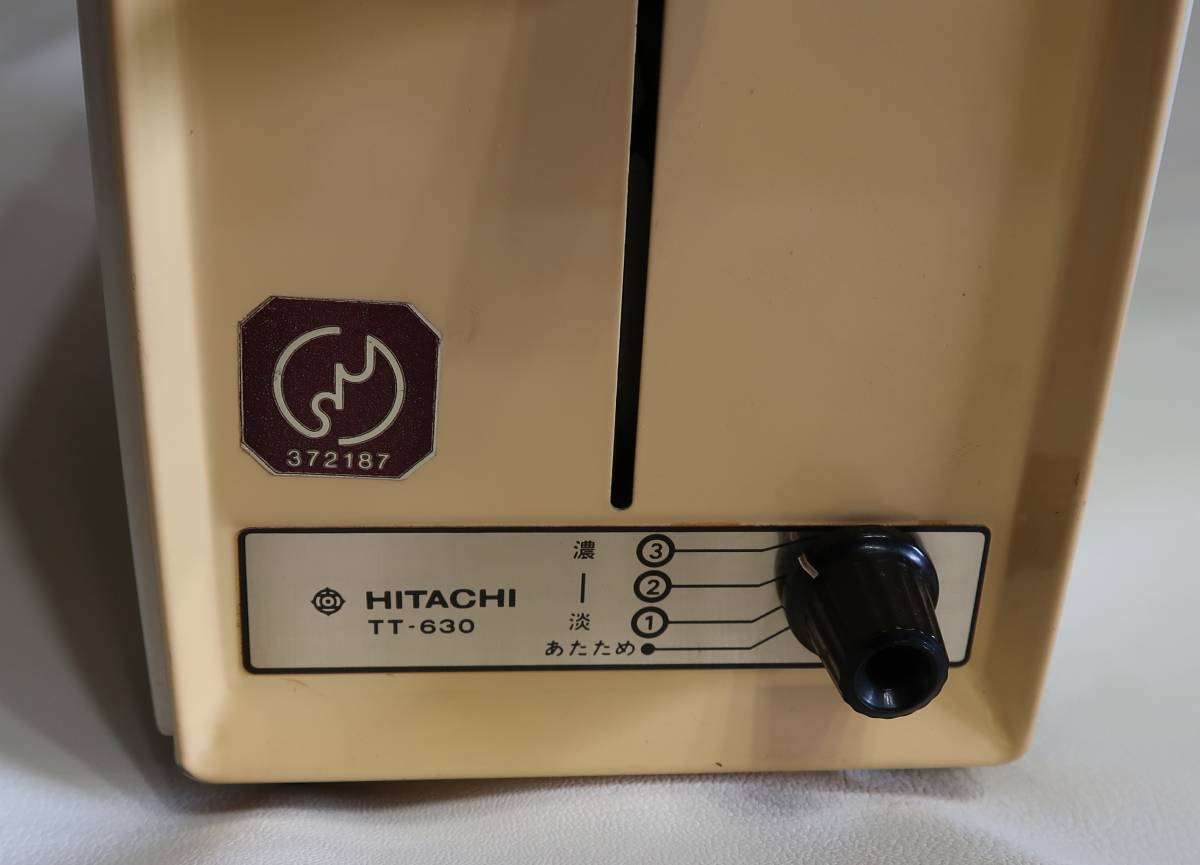 372187
HITACHI
TT-630
濃 ③
| ②
淡 ①
あたため